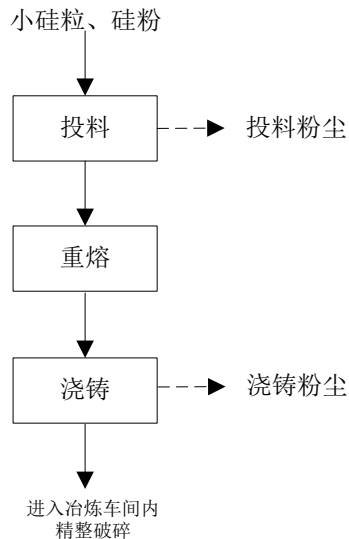 小硅粒、硅粉
投料
投料粉尘
重熔
浇铸
浇铸粉尘
进入冶炼车间内
精整破碎